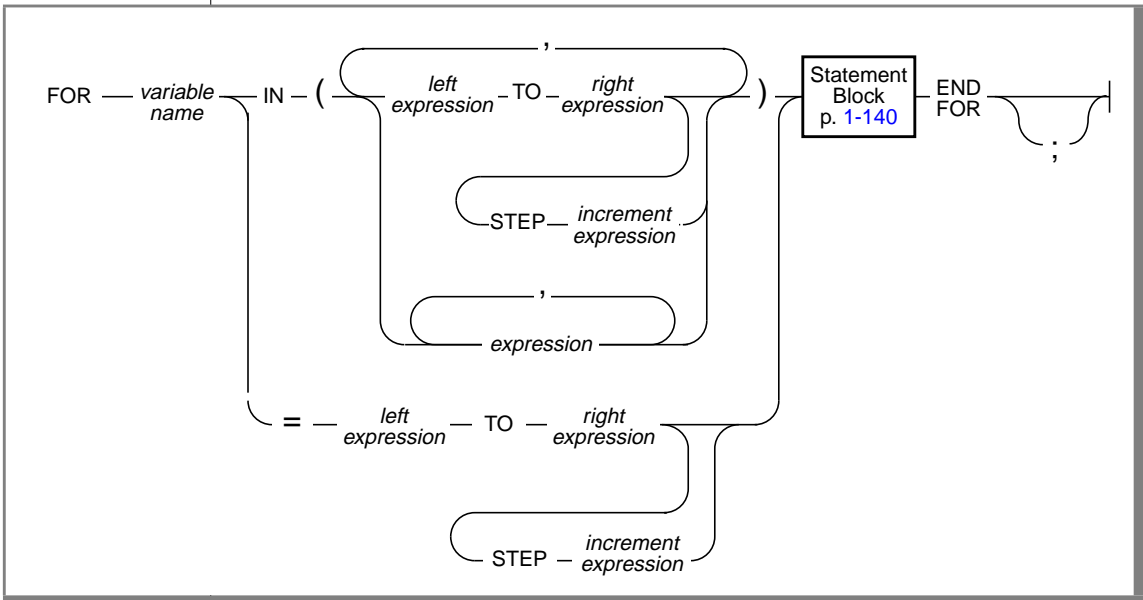 ,
FOR variable name IN ( left expression TO right expression )
STEP increment expression
,
expression
= left expression TO right expression
STEP increment expression
Statement Block p. 1-140
END FOR
;